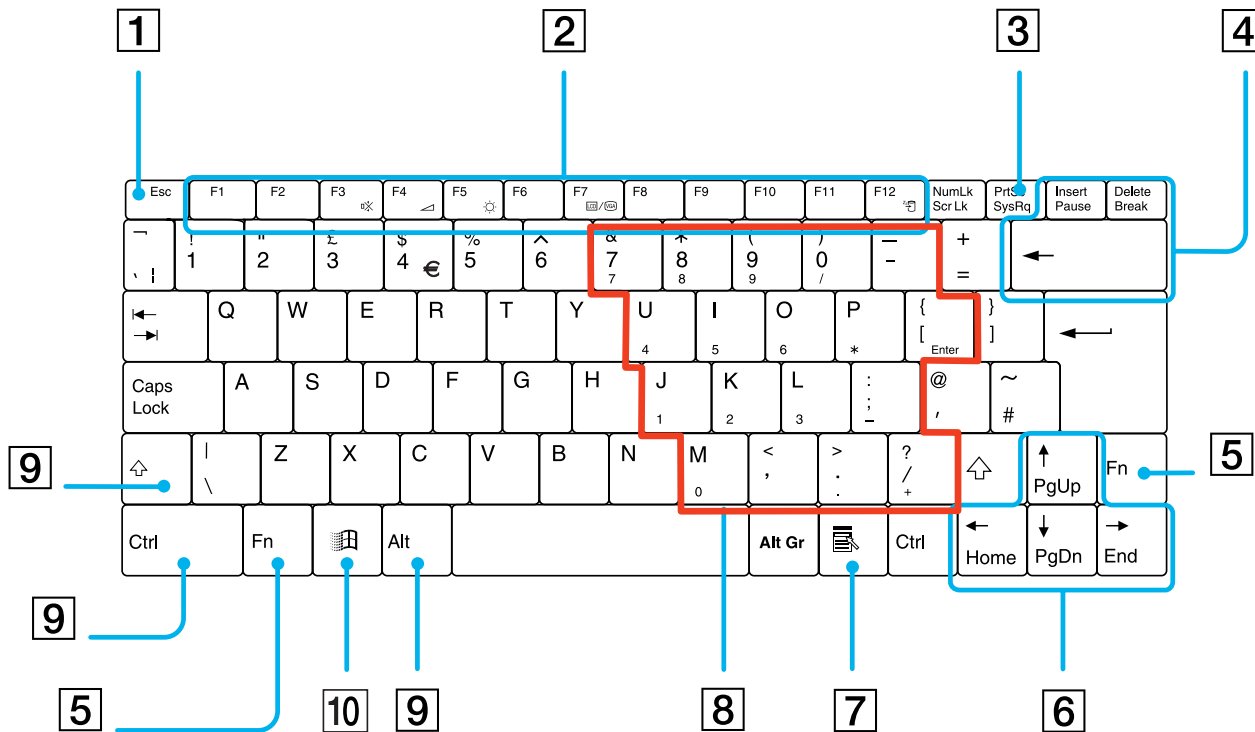 1 2 3 4
Esc F1 F2 F3 F4 F5 F6 F7 LCD / VGA F8 F9 F10 F11 F12 NumLk PrtSc Insert Delete
Scr Lk SysRq Pause Break
¬ ! " £ $ % ^ & * ( ) _ +
` ¦ 1 2 3 4 € 5 6 7 8 9 0 - =
7 8 9 /
Q W E R T Y U I O P { }
[ ]
4 5 6 * Enter
Caps Lock A S D F G H J K L : @ ~
; ' #
1 2 3 -
9 | Z X C V B N M < > ? ↑ Fn 5
\ , . / PgUp
0 . +
Ctrl Fn Alt Alt Gr Ctrl ← ↓ →
Home PgDn End
9
5 10 9 8 7 6